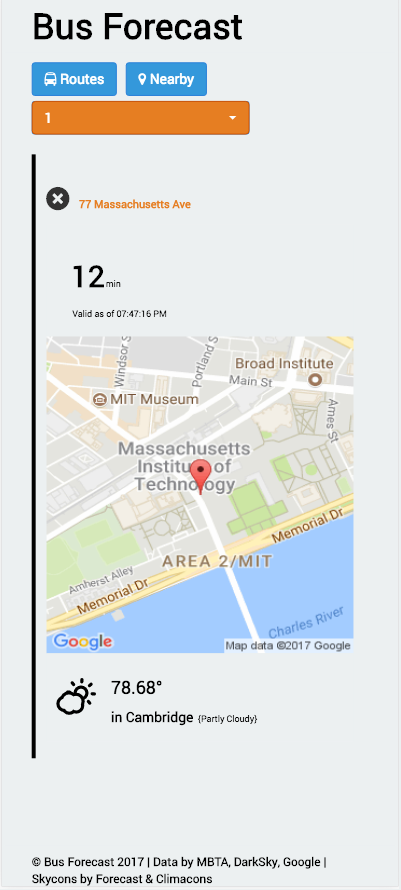 Bus Forecast
Routes
Nearby
1
77 Massachusetts Ave
12min
Valid as of 07:47:16 PM
Windsor S
Portland S
Broad Institute
Main St
MIT Museum
Ames St
Massachusetts
Institute of
Technology
Memorial Dr
AREA 2/MIT
Amherst Alley
Memorial Dr
Charles River
Google
Map data ©2017 Google
78.68°
in Cambridge {Partly Cloudy}
© Bus Forecast 2017 | Data by MBTA, DarkSky, Google |
Skycons by Forecast & Climacons